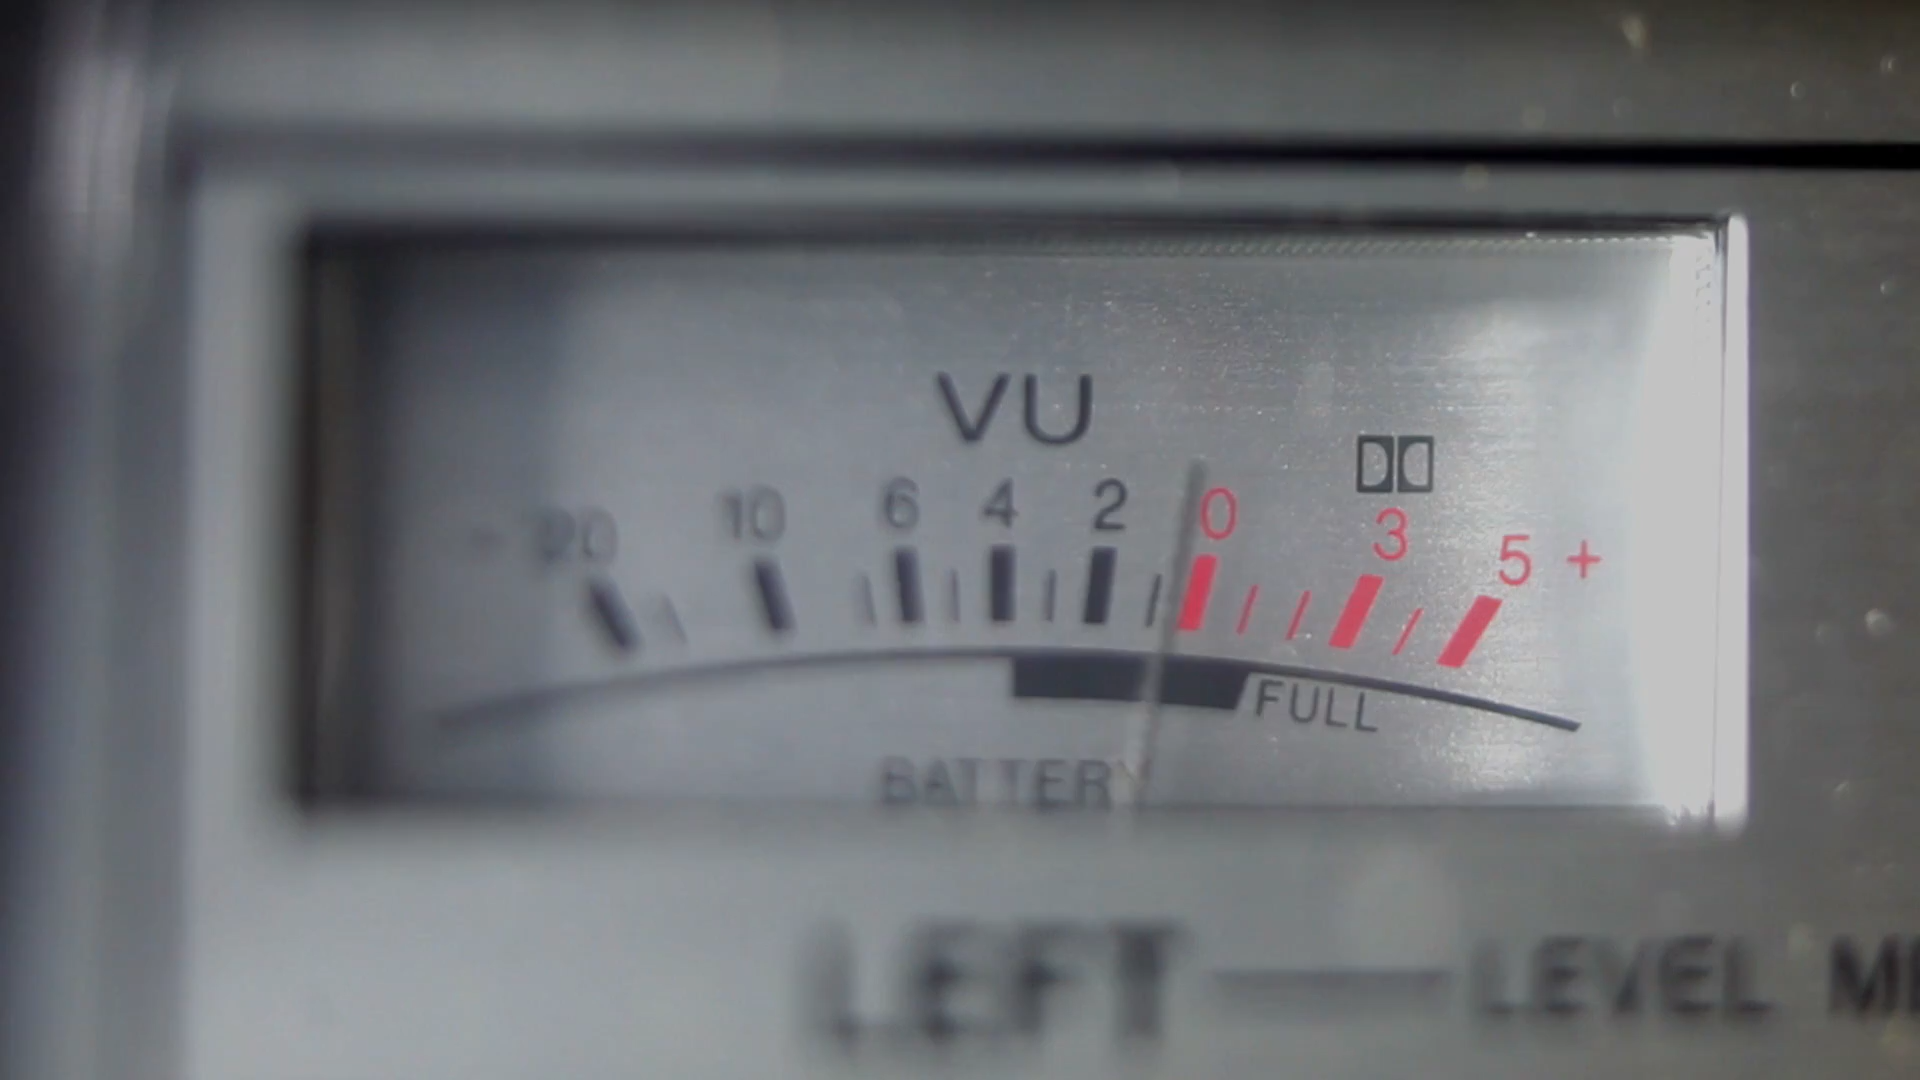 VU
- 20 10 6 4 2 0 3 5 +
FULL
BATTERY
LEFT — LEVEL